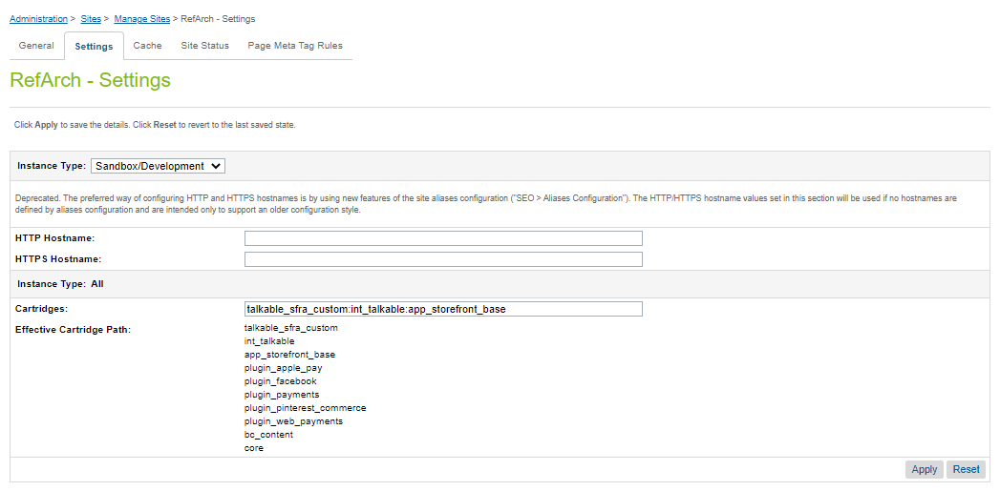 Administration > Sites > Manage Sites > RefArch - Settings
General Settings Cache Site Status Page Meta Tag Rules
RefArch - Settings
Click Apply to save the details. Click Reset to revert to the last saved state.
Instance Type: Sandbox/Development
Deprecated. The preferred way of configuring HTTP and HTTPS hostnames is by using new features of the site aliases configuration ("SEO > Aliases Configuration"). The HTTP/HTTPS hostname values set in this section will be used if no hostnames are
defined by aliases configuration and are intended only to support an older configuration style.
HTTP Hostname:
HTTPS Hostname:
Instance Type: All
Cartridges: talkable_sfra_custom:int_talkable:app_storefront_base
Effective Cartridge Path: talkable_sfra_custom
int_talkable
app_storefront_base
plugin_apple_pay
plugin_facebook
plugin_payments
plugin_pinterest_commerce
plugin_web_payments
bc_content
core
Apply Reset